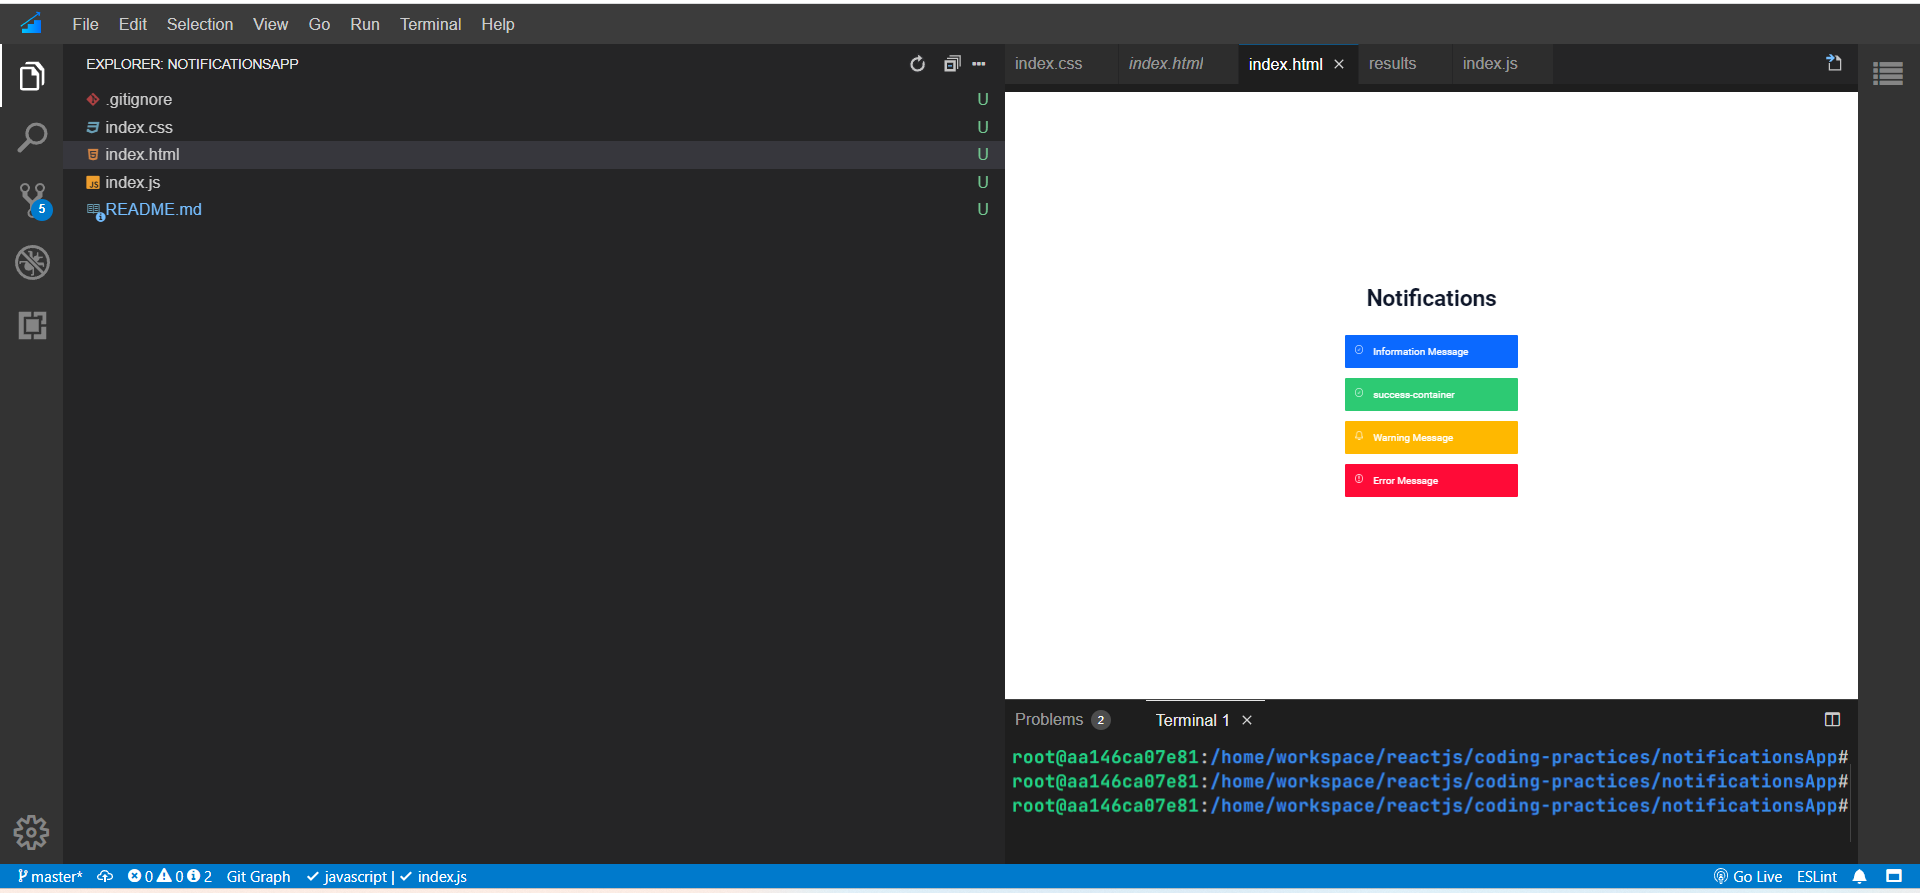 File Edit Selection View Go Run Terminal Help
EXPLORER: NOTIFICATIONSAPP
.gitignore U
index.css U
index.html U
index.js U
README.md U
5
index.css index.html index.html × results index.js
Notifications
Information Message
success-container
Warning Message
Error Message
Problems 2 Terminal 1 ×
root@aa146ca07e81:/home/workspace/reactjs/coding-practices/notificationsApp#
root@aa146ca07e81:/home/workspace/reactjs/coding-practices/notificationsApp#
root@aa146ca07e81:/home/workspace/reactjs/coding-practices/notificationsApp#
master* 0 0 2 Git Graph ✓ javascript | ✓ index.js Go Live ESLint